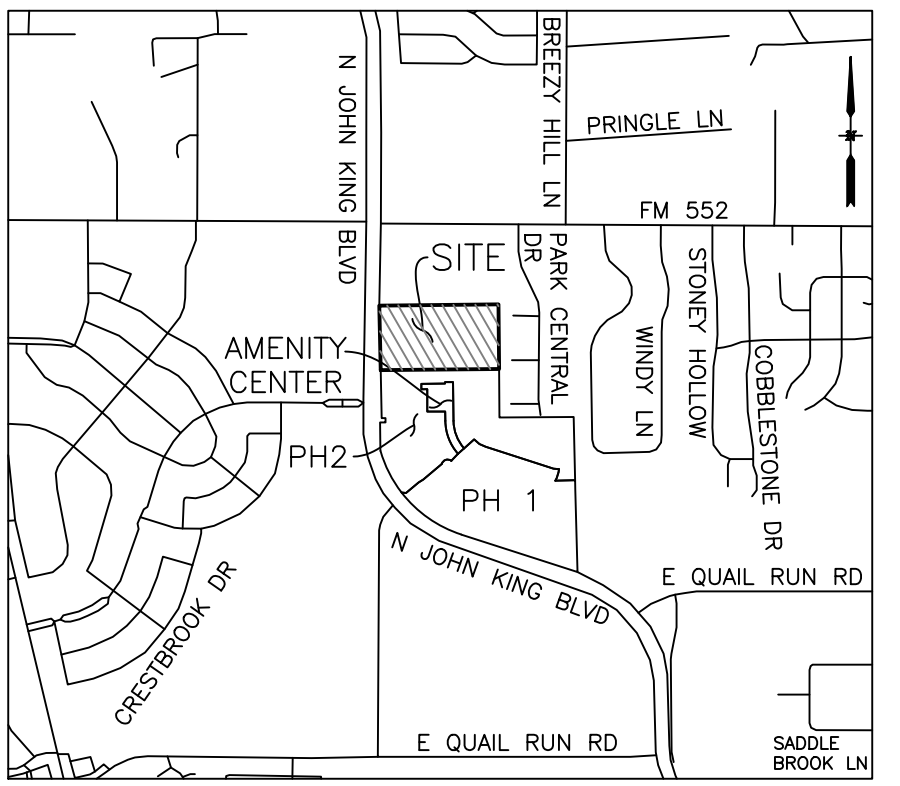 N JOHN KING BLVD
BREEZY HILL LN
PRINGLE LN
FM 552
SITE
PARK CENTRAL
DR
WINDY LN
STONEY HOLLOW
COBBLESTONE DR
AMENITY
CENTER
PH2
PH 1
N JOHN KING BLVD
E QUAIL RUN RD
CRESTBROOK DR
E QUAIL RUN RD
SADDLE
BROOK LN